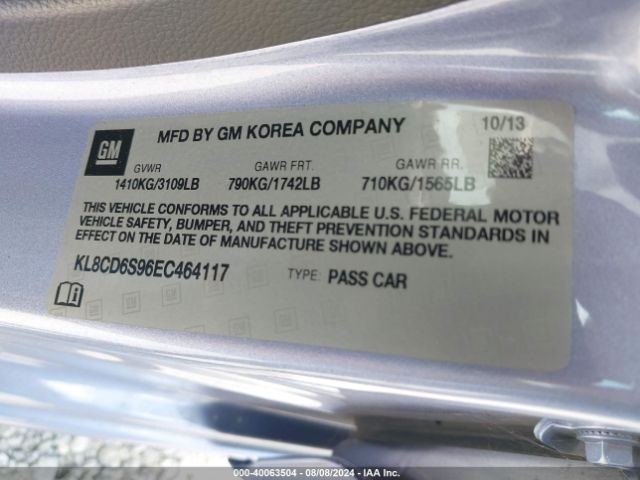 GM
MFD BY GM KOREA COMPANY
10/13
GVWR
GAWR FRT.
GAWR RR.
1410KG/3109LB
790KG/1742LB
710KG/1565LB
THIS VEHICLE CONFORMS TO ALL APPLICABLE U.S. FEDERAL MOTOR
VEHICLE SAFETY, BUMPER, AND THEFT PREVENTION STANDARDS IN
EFFECT ON THE DATE OF MANUFACTURE SHOWN ABOVE.
KL8CD6S96EC464117
TYPE: PASS CAR
000-40063504 | 08/08/2024 | IAA Inc.